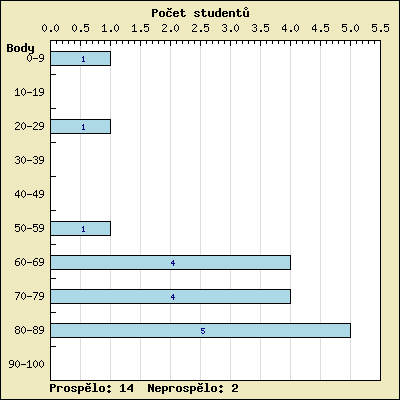 Počet studentů
0.0 0.5 1.0 1.5 2.0 2.5 3.0 3.5 4.0 4.5 5.0 5.5
Body
0-9 1
10-19
20-29 1
30-39
40-49
50-59 1
60-69 4
70-79 4
80-89 5
90-100
Prospělo: 14 Neprospělo: 2